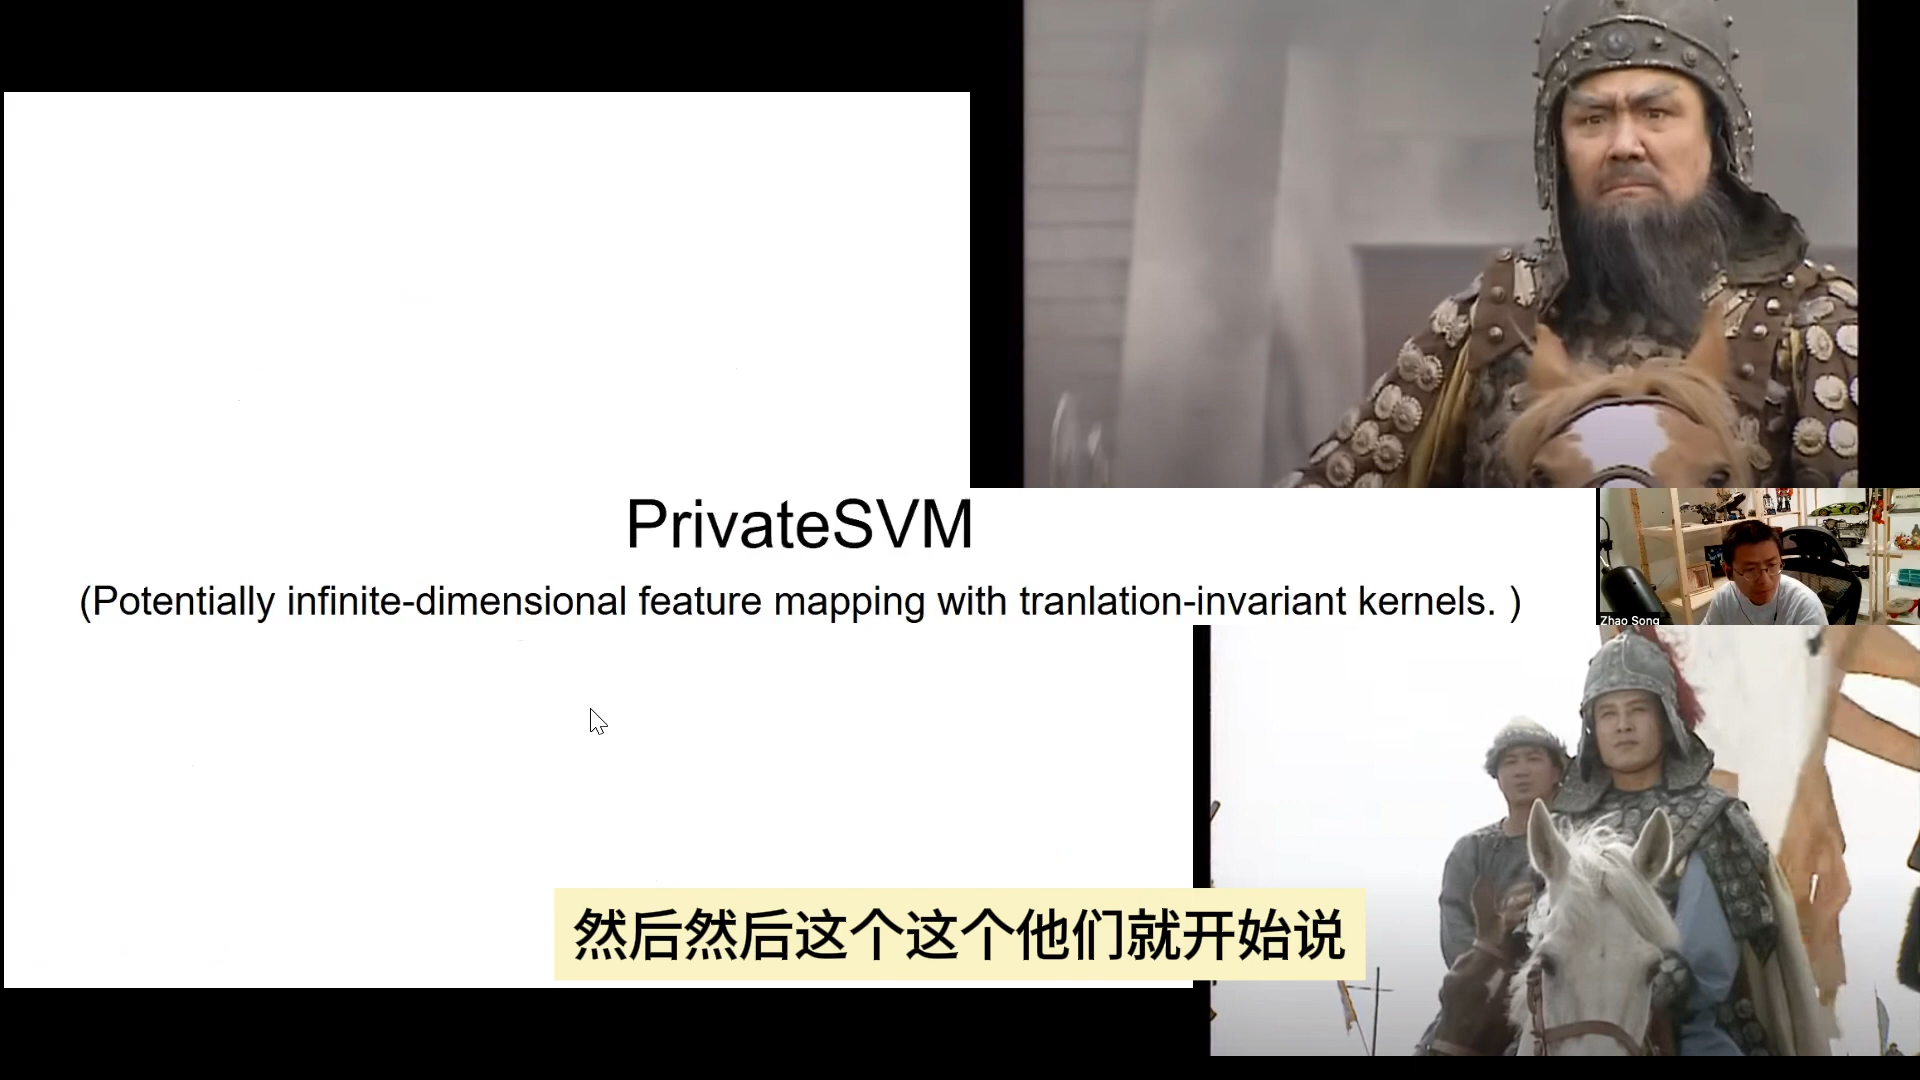 PrivateSVM
(Potentially infinite-dimensional feature mapping with tranlation-invariant kernels. )
Zhao Song
然后然后这个这个他们就开始说